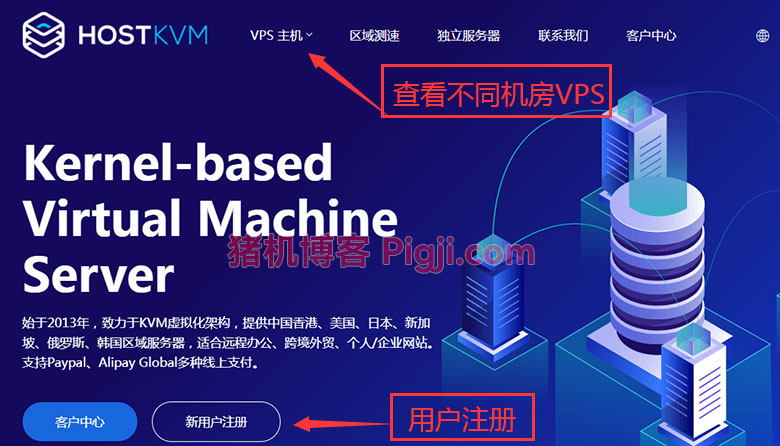 HOSTKVM
VPS 主机 区域测速 独立服务器 联系我们 客户中心
查看不同机房VPS
Kernel-based
Virtual Machine
Server
猪机博客 Pigji.com
始于2013年，致力于KVM虚拟化架构，提供中国香港、美国、日本、新加
坡、俄罗斯、韩国区域服务器，适合远程办公、跨境外贸、个人/企业网站。
支持Paypal、Alipay Global多种线上支付。
客户中心 新用户注册
用户注册